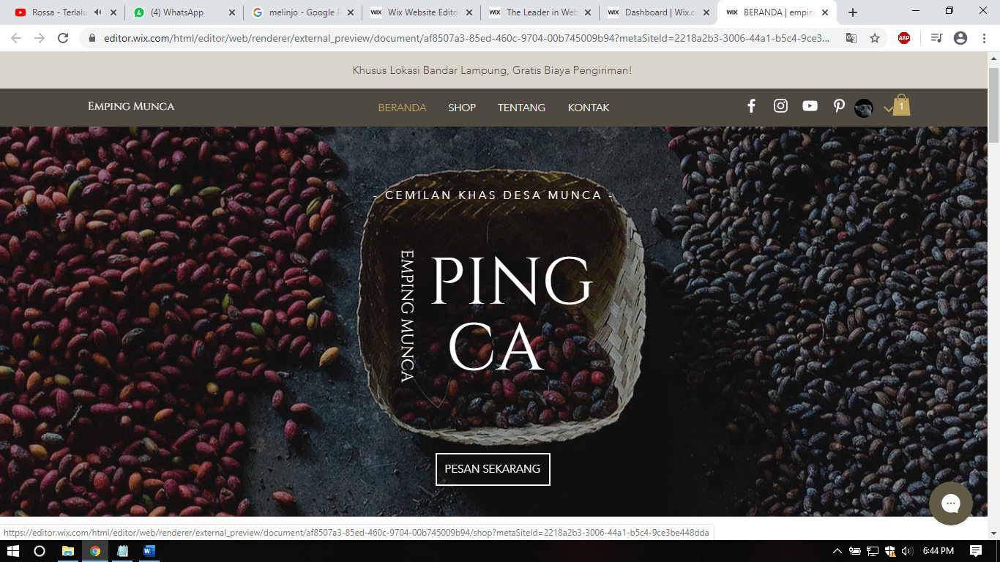 Rossa - Terlalu
(4) WhatsApp
melinjo - Google P
Wix Website Editor
The Leader in Web
Dashboard | Wix.c
BERANDA | emping
editor.wix.com/html/editor/web/renderer/external_preview/document/af8507a3-85ed-460c-9704-00b745009b94?metaSiteId=2218a2b3-3006-44a1-b5c4-9ce3...
ABP
Khusus Lokasi Bandar Lampung, Gratis Biaya Pengiriman!
EMPING MUNCA
BERANDA
SHOP
TENTANG
KONTAK
1
- CEMILAN KHAS DESA MUNCA -
EMPING MUNCA
PING
CA
PESAN SEKARANG
https://editor.wix.com/html/editor/web/renderer/external_preview/document/af8507a3-85ed-460c-9704-00b745009b94/shop?metaSiteId=2218a2b3-3006-44a1-b5c4-9ce3be448dda
6:44 PM